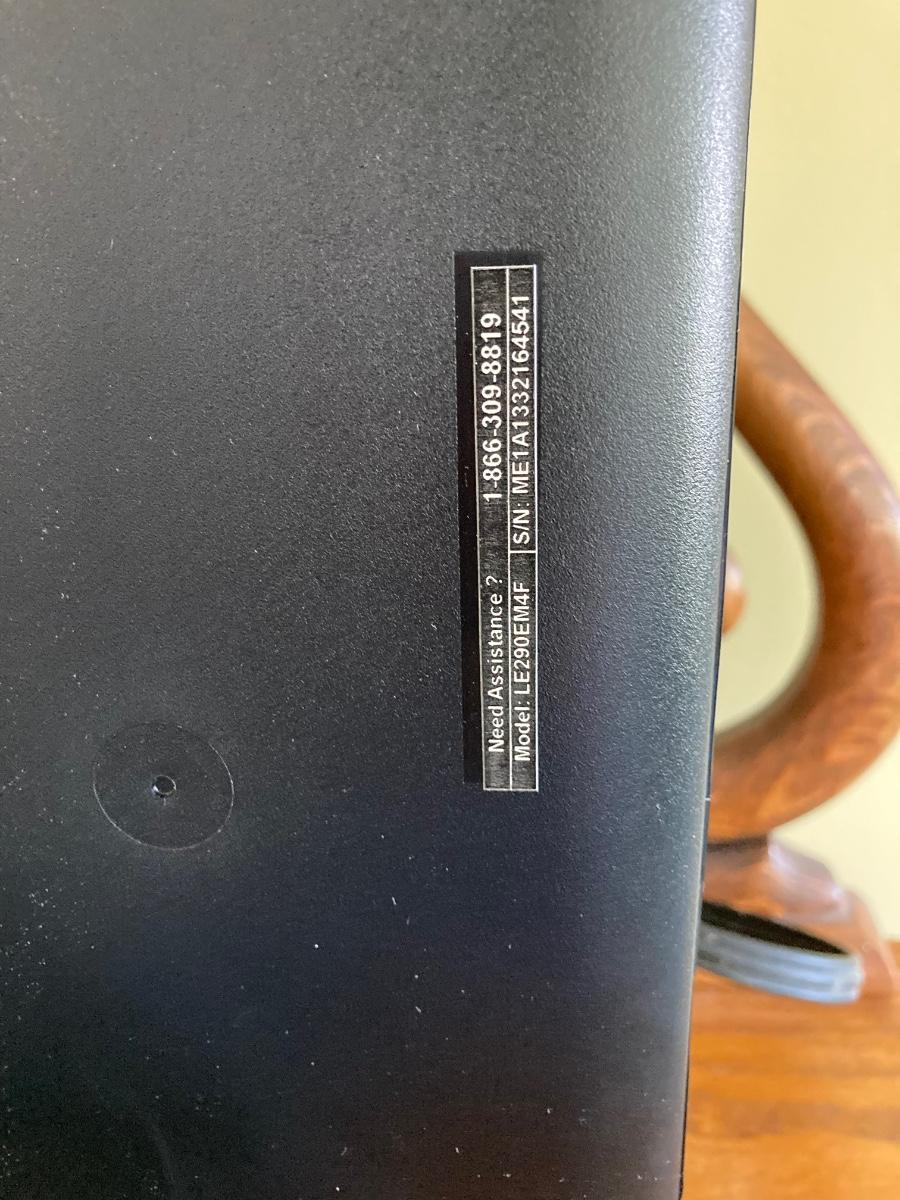 Need Assistance ? 1-866-309-8819
Model: LE290EM4F S/N: ME1A1332164541